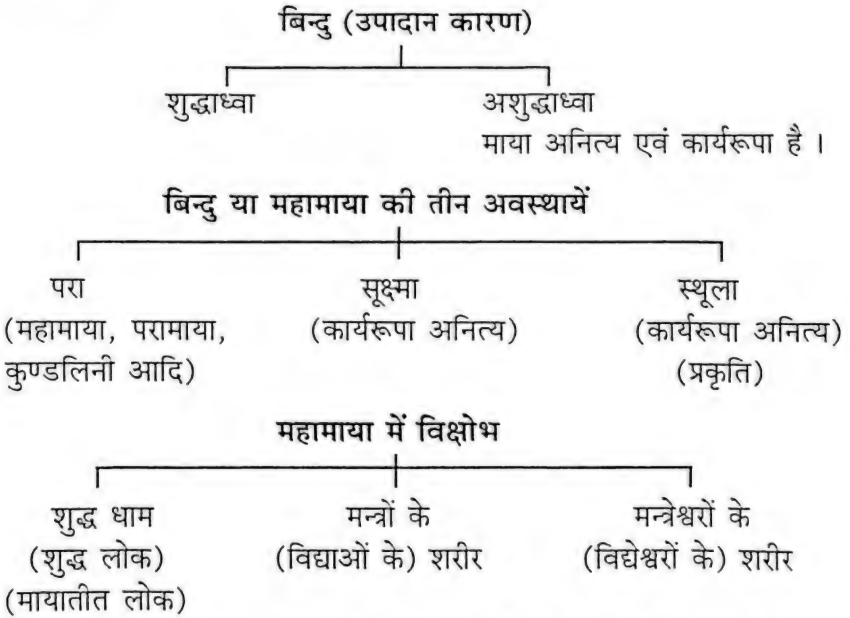 बिन्दु (उपादान कारण)
शुद्धाध्वा अशुद्धाध्वा
माया अनित्य एवं कार्यरूपा है ।
बिन्दु या महामाया की तीन अवस्थायें
परा सूक्ष्मा स्थूला
(महामाया, परामाया, (कार्यरूपा अनित्य) (कार्यरूपा अनित्य)
कुण्डलिनी आदि) (प्रकृति)
महामाया में विक्षोभ
शुद्ध धाम मन्त्रों के मन्त्रेश्वरों के
(शुद्ध लोक) (विद्याओं के) शरीर (विद्येश्वरों के) शरीर
(मायातीत लोक)